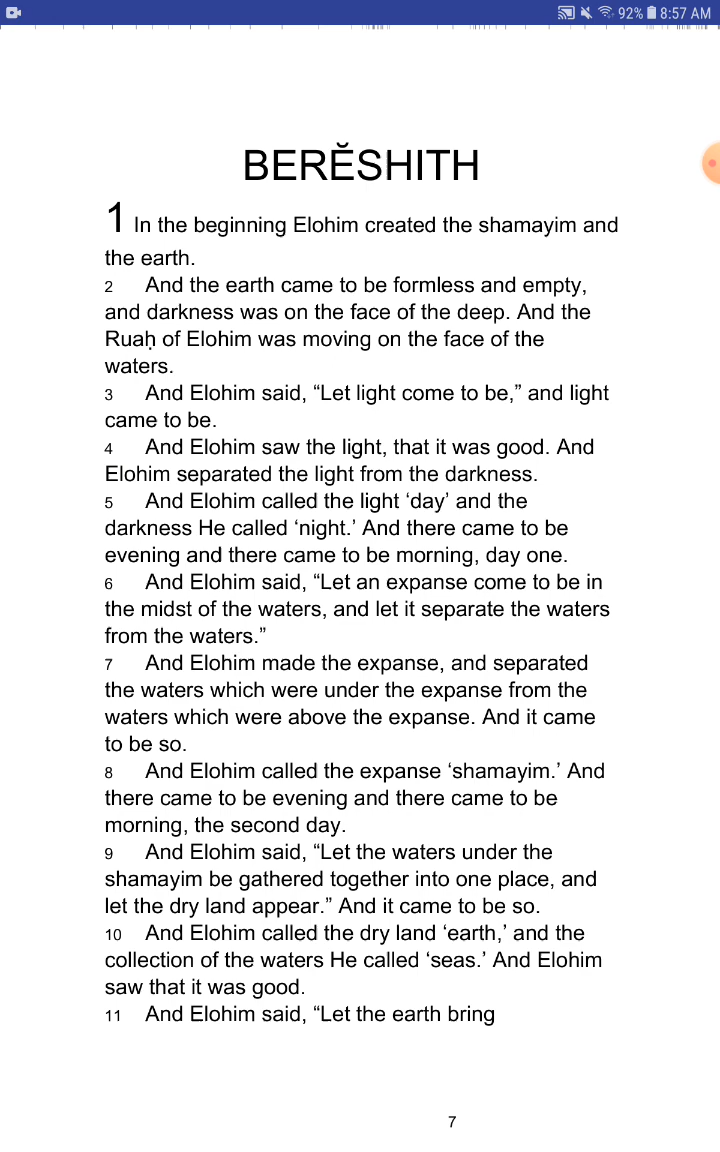 92% 8:57 AM
BERĔSHITH
1 In the beginning Elohim created the shamayim and
the earth.
2 And the earth came to be formless and empty,
and darkness was on the face of the deep. And the
Ruaḥ of Elohim was moving on the face of the
waters.
3 And Elohim said, “Let light come to be,” and light
came to be.
4 And Elohim saw the light, that it was good. And
Elohim separated the light from the darkness.
5 And Elohim called the light ‘day’ and the
darkness He called ‘night.’ And there came to be
evening and there came to be morning, day one.
6 And Elohim said, “Let an expanse come to be in
the midst of the waters, and let it separate the waters
from the waters.”
7 And Elohim made the expanse, and separated
the waters which were under the expanse from the
waters which were above the expanse. And it came
to be so.
8 And Elohim called the expanse ‘shamayim.’ And
there came to be evening and there came to be
morning, the second day.
9 And Elohim said, “Let the waters under the
shamayim be gathered together into one place, and
let the dry land appear.” And it came to be so.
10 And Elohim called the dry land ‘earth,’ and the
collection of the waters He called ‘seas.’ And Elohim
saw that it was good.
11 And Elohim said, “Let the earth bring
7